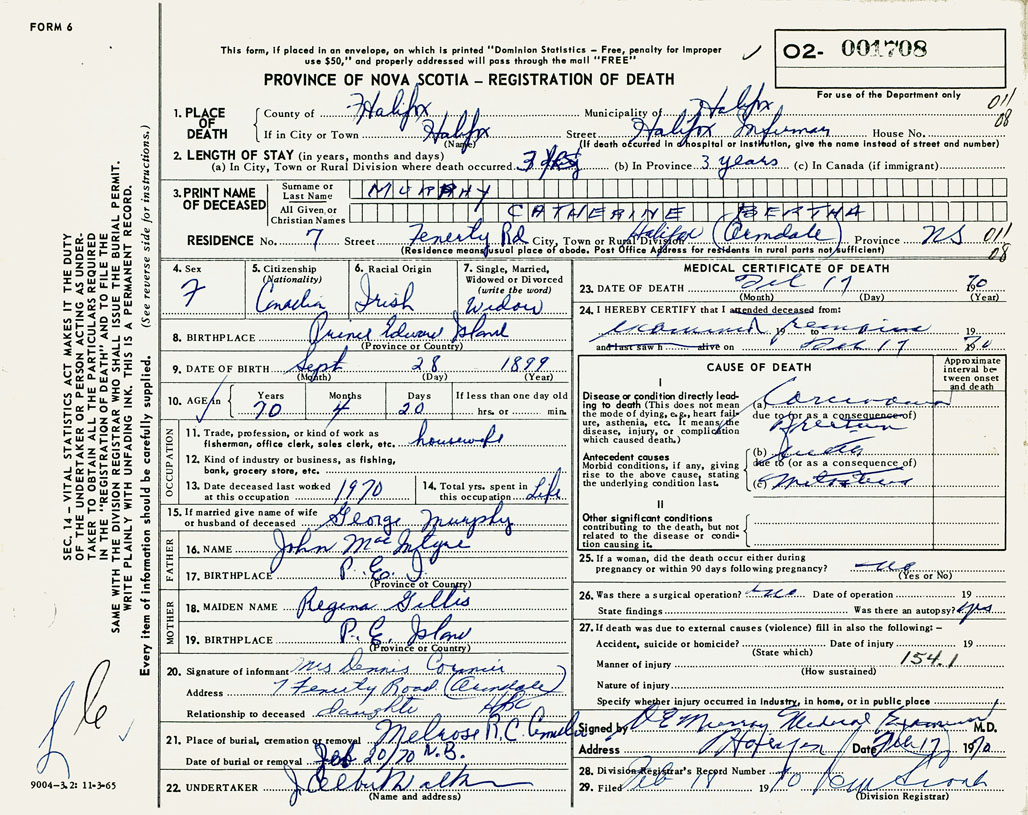 FORM 6
This form, if placed in an envelope, on which is printed "Dominion Statistics – Free, penalty for improper
use $50," and properly addressed will pass through the mail "FREE"
PROVINCE OF NOVA SCOTIA – REGISTRATION OF DEATH
O2- 001708
For use of the Department only
011
08
1. PLACE OF DEATH
County of Halifax Municipality of Halifax
If in City or Town Halifax Street Halifax Infirmary House No.
(Name) (If death occurred in a hospital or institution, give the name instead of street and number)
2. LENGTH OF STAY (in years, months and days)
(a) In City, Town or Rural Division where death occurred 3 (b) In Province 3 years (c) In Canada (if immigrant)
3. PRINT NAME OF DECEASED
Surname or Last Name MURPHY
All Given or Christian Names CATHERINE BERTHA
RESIDENCE No. 7 Street Fenerty Rd City, Town or Rural Division Halifax (Armdale) Province NS 011
08
(Residence means usual place of abode. Post Office Address for residents in rural parts not sufficient)
4. Sex F
5. Citizenship (Nationality) Canadian
6. Racial Origin Irish
7. Single, Married, Widowed or Divorced (write the word) Widow
8. BIRTHPLACE Prince Edward Island
(Province or Country)
9. DATE OF BIRTH Sept 28 1899
(Month) (Day) (Year)
10. AGE in Years 70 Months 4 Days 20 If less than one day old hrs. or min.
OCCUPATION
11. Trade, profession, or kind of work as fisherman, office clerk, sales clerk, etc. housewife
12. Kind of industry or business, as fishing, bank, grocery store, etc.
13. Date deceased last worked at this occupation 1970
14. Total yrs. spent in this occupation Life
15. If married give name of wife or husband of deceased George Murphy
FATHER
16. NAME John MacIntyre
17. BIRTHPLACE P. E. I.
(Province or Country)
MOTHER
18. MAIDEN NAME Regina Gillis
19. BIRTHPLACE P. E. Island
(Province or Country)
20. Signature of informant Mrs Dennis Cormier
Address 7 Fenerty Road (Armdale)
Relationship to deceased daughter Hfx
21. Place of burial, cremation or removal Melrose R.C. Cemetery
Date of burial or removal Feb 20/70 N.B.
22. UNDERTAKER J Walker
(Name and address)
MEDICAL CERTIFICATE OF DEATH
23. DATE OF DEATH Feb 17 1970
(Month) (Day) (Year)
24. I HEREBY CERTIFY that I attended deceased from:
examined 19 to remains 19
and last saw h alive on Feb 17 1970
CAUSE OF DEATH
Approximate interval between onset and death
I
Disease or condition directly leading to death (This does not mean the mode of dying, e.g., heart failure, asthenia, etc. It means the disease, injury, or complication which caused death.)
(a) Carcinoma
due to (or as a consequence of)
Rectum
Antecedent causes
Morbid conditions, if any, giving rise to the above cause, stating the underlying condition last.
(b)
due to (or as a consequence of)
(c) metastasis
II
Other significant conditions contributing to the death, but not related to the disease or condition causing it.
25. If a woman, did the death occur either during pregnancy or within 90 days following pregnancy? no
(Yes or No)
26. Was there a surgical operation? no Date of operation 19
State findings Was there an autopsy? yes
27. If death was due to external causes (violence) fill in also the following: –
Accident, suicide or homicide? Date of injury 19
(State which)
154.1
Manner of injury
(How sustained)
Nature of injury
Specify whether injury occurred in industry, in home, or in public place
Signed by D E Murray Medical Examiner M.D.
Address Halifax Date Feb 17 1970
28. Division Registrar's Record Number
29. Filed Feb 18 1970
(Division Registrar)
SEC. 14 – VITAL STATISTICS ACT MAKES IT THE DUTY
OF THE UNDERTAKER OR PERSON ACTING AS UNDER-
TAKER TO OBTAIN ALL THE PARTICULARS REQUIRED
IN THE "REGISTRATION OF DEATH" AND TO FILE THE
SAME WITH THE DIVISION REGISTRAR WHO SHALL ISSUE THE BURIAL PERMIT.
WRITE PLAINLY WITH UNFADING INK. THIS IS A PERMANENT RECORD.
Every item of information should be carefully supplied. (See reverse side for instructions.)
9004-3.2: 11-3-65